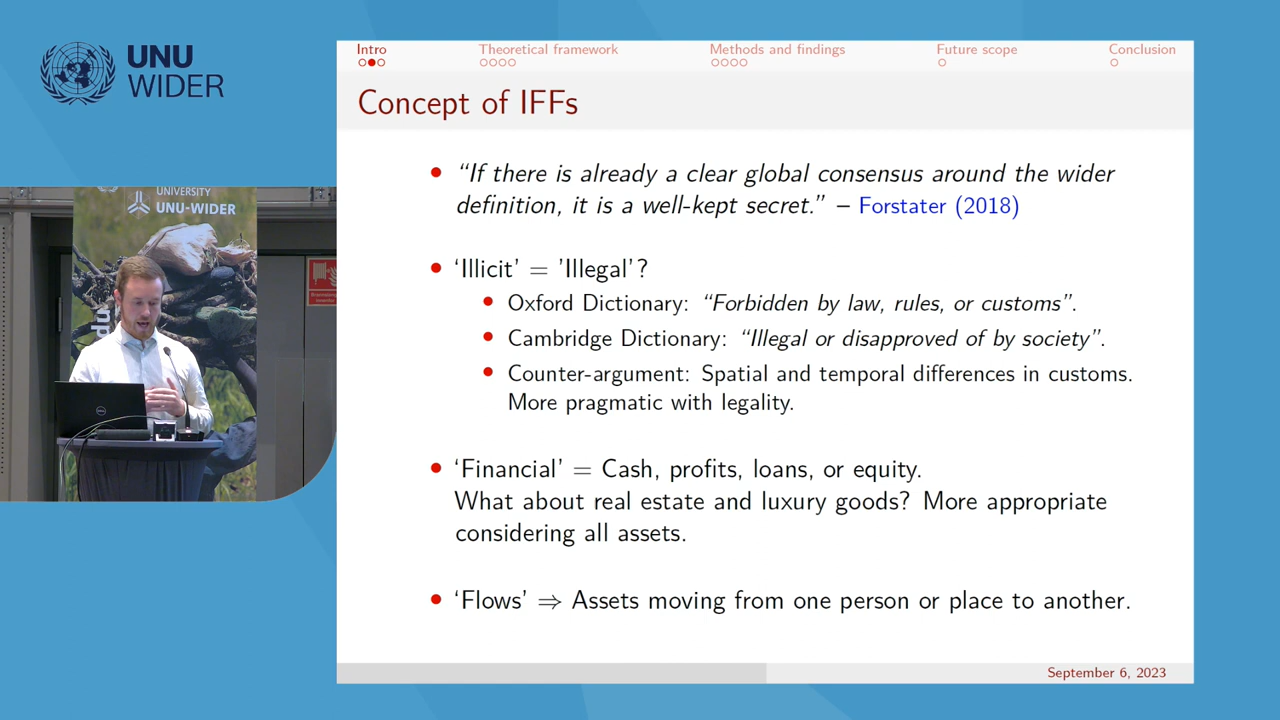 UNU
WIDER
UNIVERSITY
UNU-WIDER
Intro
Theoretical framework
Methods and findings
Future scope
Conclusion
Concept of IFFs
• “If there is already a clear global consensus around the wider
definition, it is a well-kept secret.” – Forstater (2018)
• ‘Illicit’ = ’Illegal’?
• Oxford Dictionary: “Forbidden by law, rules, or customs”.
• Cambridge Dictionary: “Illegal or disapproved of by society”.
• Counter-argument: Spatial and temporal differences in customs.
More pragmatic with legality.
• ‘Financial’ = Cash, profits, loans, or equity.
What about real estate and luxury goods? More appropriate
considering all assets.
• ‘Flows’ ⇒ Assets moving from one person or place to another.
September 6, 2023